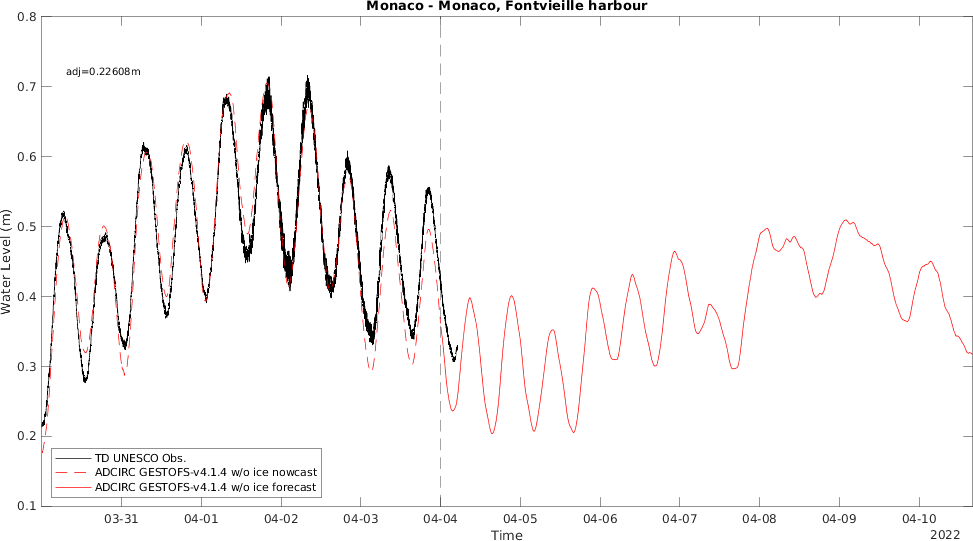 Monaco - Monaco, Fontvieille harbour
adj=0.22608m
Water Level (m)
0.8
0.7
0.6
0.5
0.4
0.3
0.2
0.1
TD UNESCO Obs.
ADCIRC GESTOFS-v4.1.4 w/o ice nowcast
ADCIRC GESTOFS-v4.1.4 w/o ice forecast
03-31 04-01 04-02 04-03 04-04 04-05 04-06 04-07 04-08 04-09 04-10
Time
2022